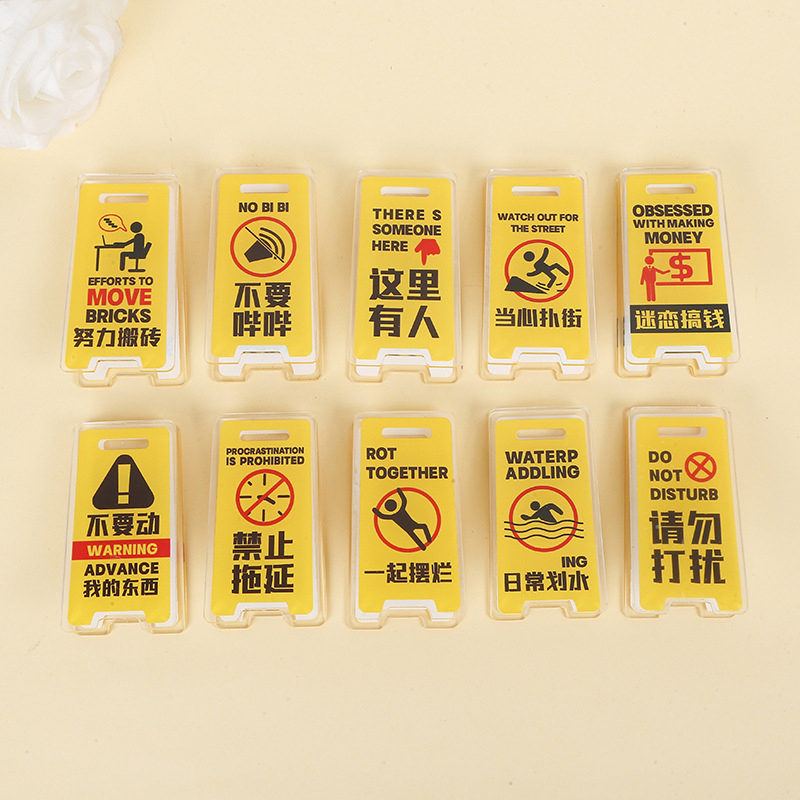 EFFORTS TO
MOVE
BRICKS
努力搬砖
NO BI BI
不要
哔哔
THERE S
SOMEONE
HERE
这里
有人
WATCH OUT FOR
THE STREET
当心扑街
OBSESSED
WITH MAKING
MONEY
$
迷恋搞钱
!
不要动
WARNING
ADVANCE
我的东西
PROCRASTINATION
IS PROHIBITED
禁止
拖延
ROT
TOGETHER
一起摆烂
WATERP
ADDLING
ING
日常划水
DO
NOT
DISTURB
请勿
打扰